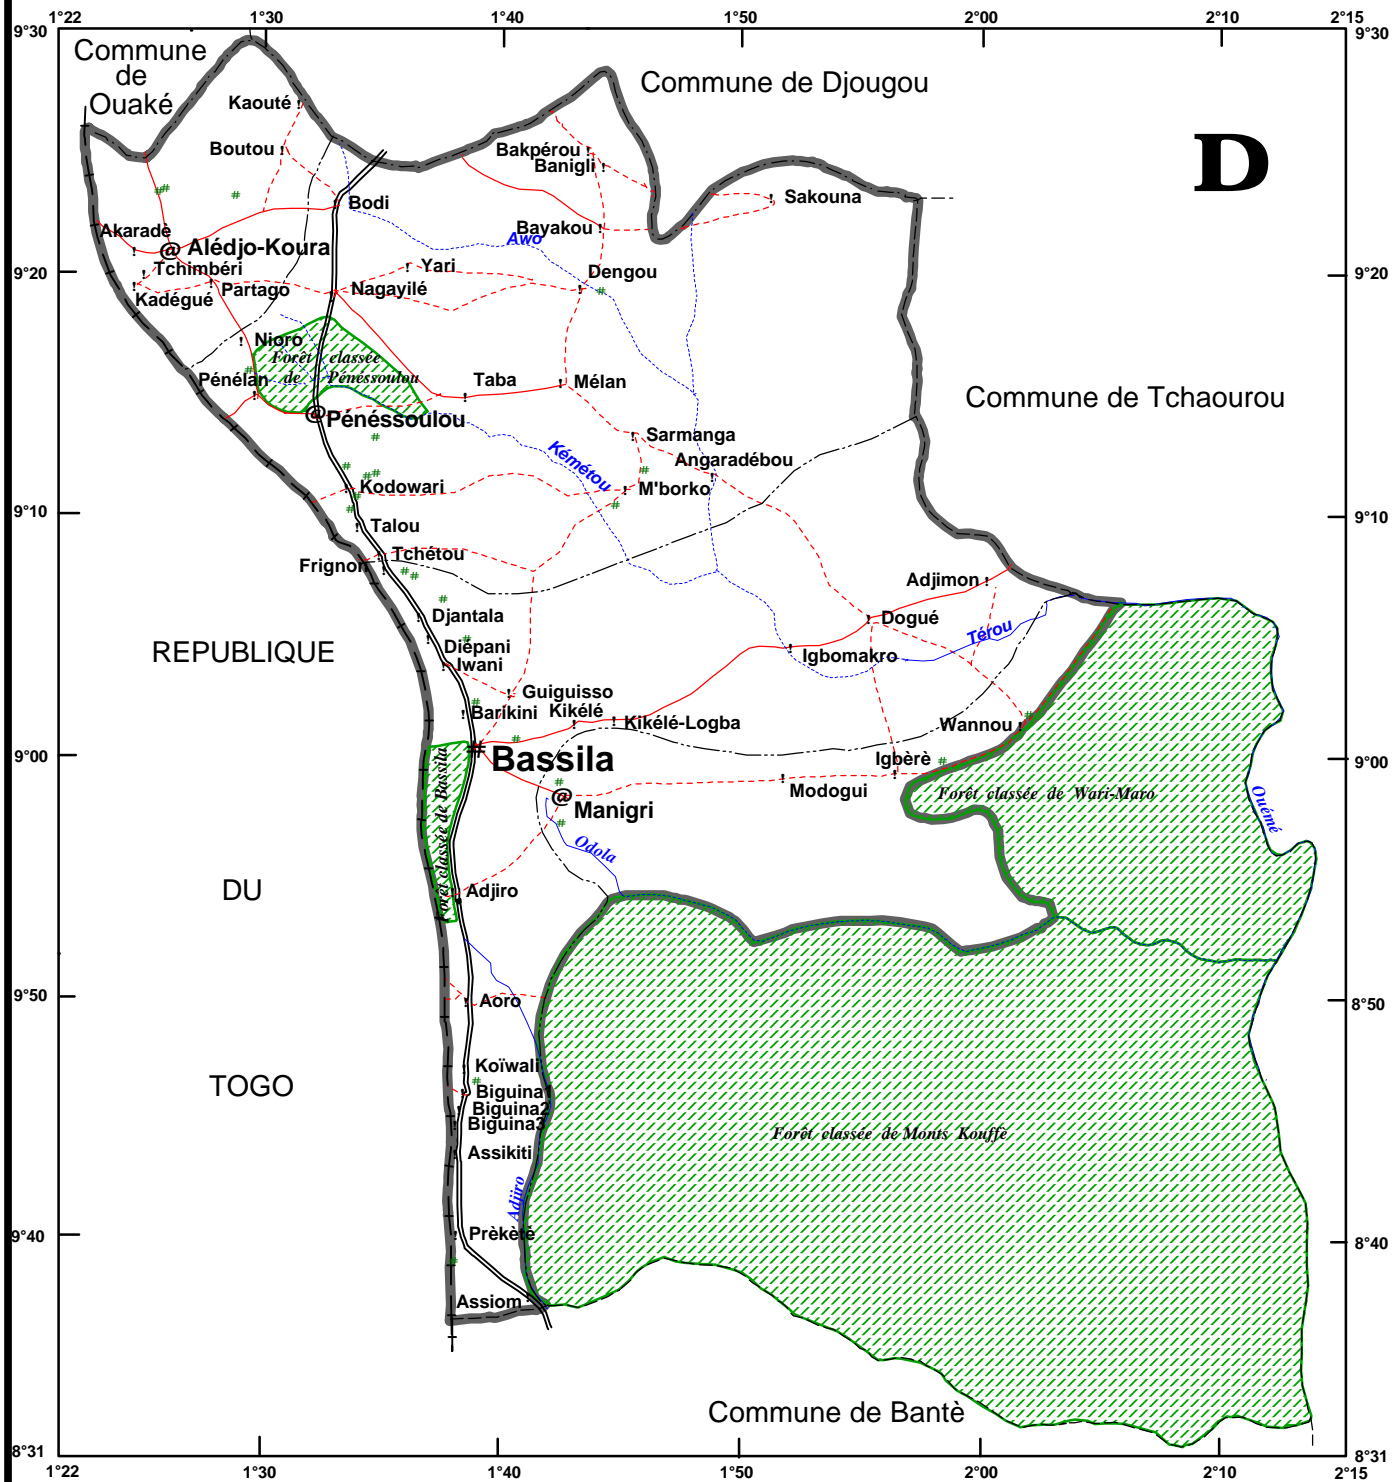 1°22
1°30
1°40
1°50
2°00
2°10
2°15
9°30
9°30
Commune
de
Ouaké
Commune de Djougou
D
Kaouté
Boutou
Bakpérou
Banigli
Sakouna
Bodi
Akaradè
Bayakou
Awo
@ Alédjo-Koura
Tchimbéri
Yari
Dengou
9°20
9°20
Kadégué
Partago
Nagayilé
Nioro
Forêt classée
de Pénéssoulou
Pénélan
Taba
Mélan
Commune de Tchaourou
@ Pénéssoulou
Sarmanga
Kémétou
Angaradébou
Kodowari
M'borko
9°10
9°10
Talou
Tchétou
Frignon
Adjimon
Djantala
Dogué
Térou
REPUBLIQUE
Diépani
Iwani
Igbomakro
Guiguisso
Barikini
Kikélé
Kikélé-Logba
Wannou
9°00
9°00
Bassila
Igbèrè
Modogui
Forêt classée de Wari-Maro
Ouémé
@
Manigri
Forêt classée de Bassila
Odola
DU
Adjiro
9°50
8°50
Aoro
Koïwali
TOGO
Biguina1
Biguina2
Biguina3
Forêt classée de Monts Kouffè
Assikiti
Adjiro
Prèkètè
9°40
8°40
Assiom
Commune de Bantè
8°31
8°31
1°22
1°30
1°40
1°50
2°00
2°10
2°15